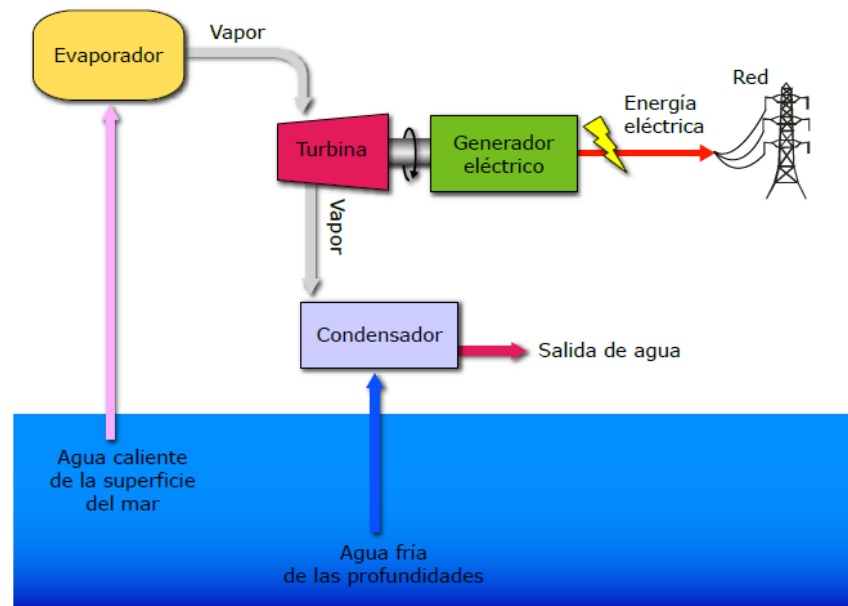 Evaporador
Vapor
Red
Energía
eléctrica
Turbina
Generador
eléctrico
Vapor
Condensador
Salida de agua
Agua caliente
de la superficie
del mar
Agua fría
de las profundidades